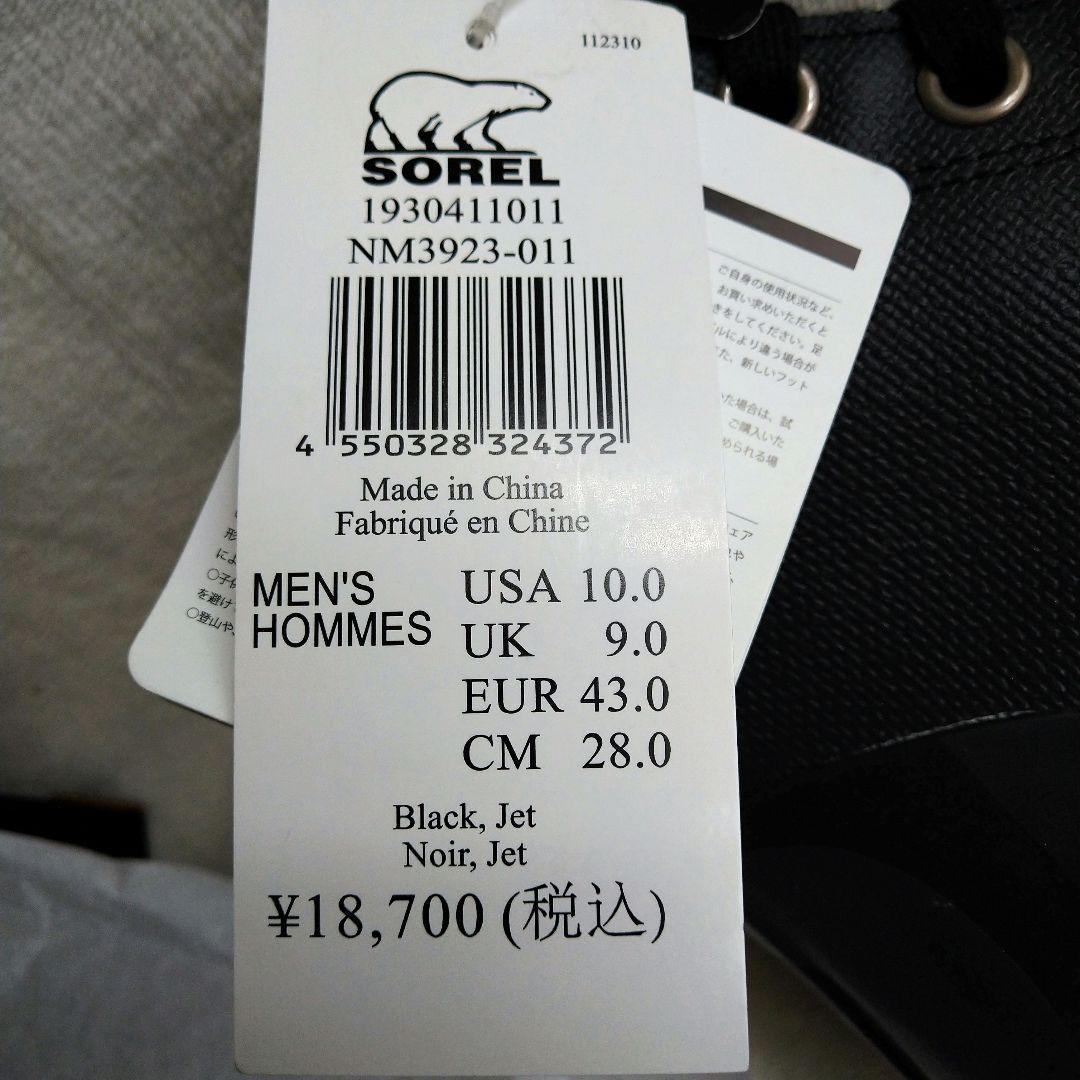 112310
SOREL
1930411011
NM3923-011
4 550328 324372
Made in China
Fabriqué en Chine
MEN'S
HOMMES
USA 10.0
UK 9.0
EUR 43.0
CM 28.0
Black, Jet
Noir, Jet
¥18,700 (税込)
ご自身の使用状況など、
お買い求めいただくと
きをしてください。足
ルにより違う場合が
た、新しいフット
た場合は、試
ご購入いた
められる場
ェア
や
形
によ
○子供
を避け
○登山や、